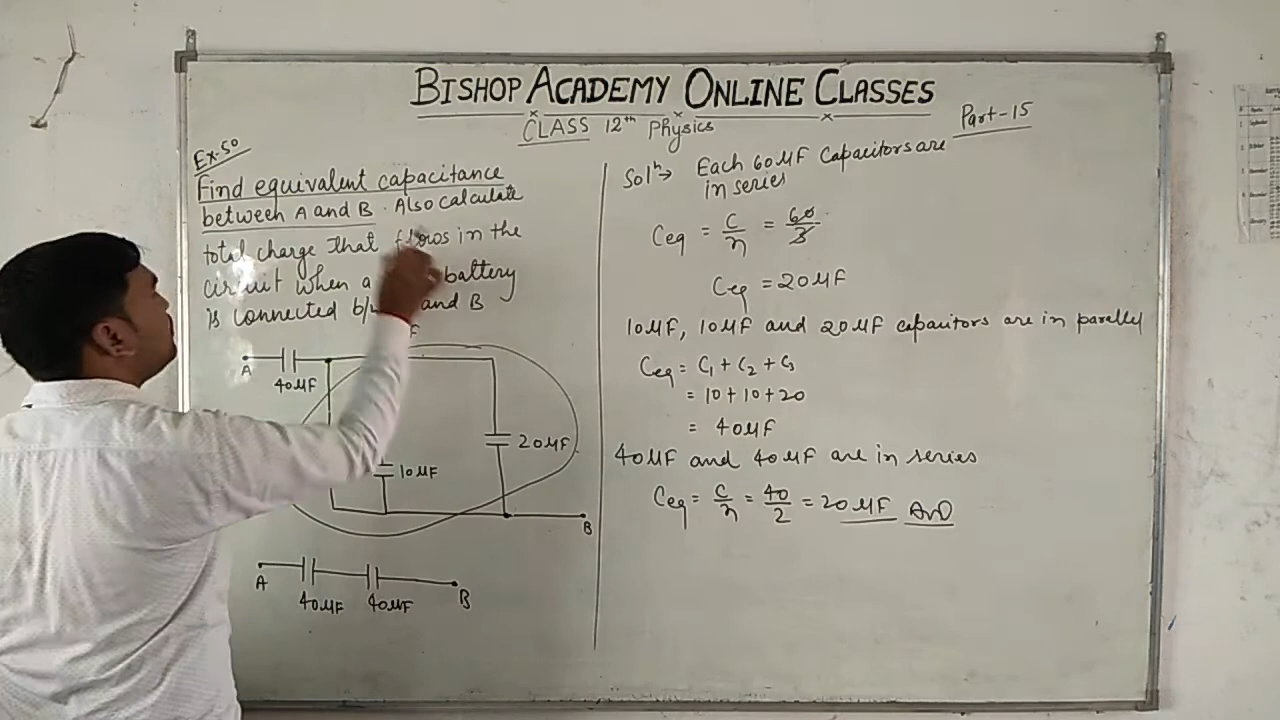 BISHOP ACADEMY ONLINE CLASSES
CLASS 12th Physics
Part-15
Ex.50
Find equivalent capacitance
between A and B. Also calculate
total charge that flows in the
circuit when a battery
is connected and B
A
40μF
10μF
20μF
B
A
40μF 40μF
B
Solⁿ→ Each 60μF capacitors are
in series
Ceq = C/n = 60/3
Ceq = 20μF
10μF, 10μF and 20μF capacitors are in parallel
Ceq = C1 + C2 + C3
= 10+10+20
= 40μF
40μF and 40μF are in series
Ceq = C/n = 40/2 = 20μF Ans